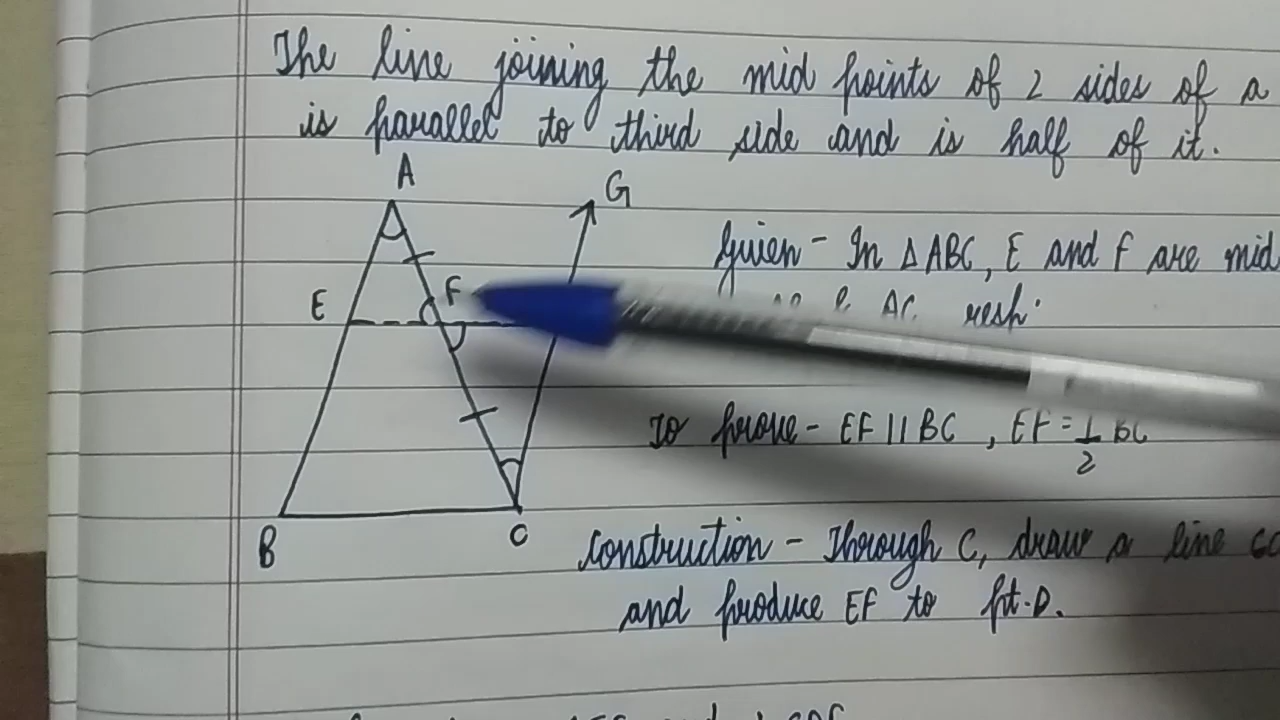 The line joining the mid points of 2 sides of a
is parallel to third side and is half of it.
A
G
Given - In △ABC, E and F are mid
E
F
& AC resp.
To prove - EF || BC , EF = 1/2 BC
B
C
Construction - Through C, draw a line
and produce EF to pt. D.
and